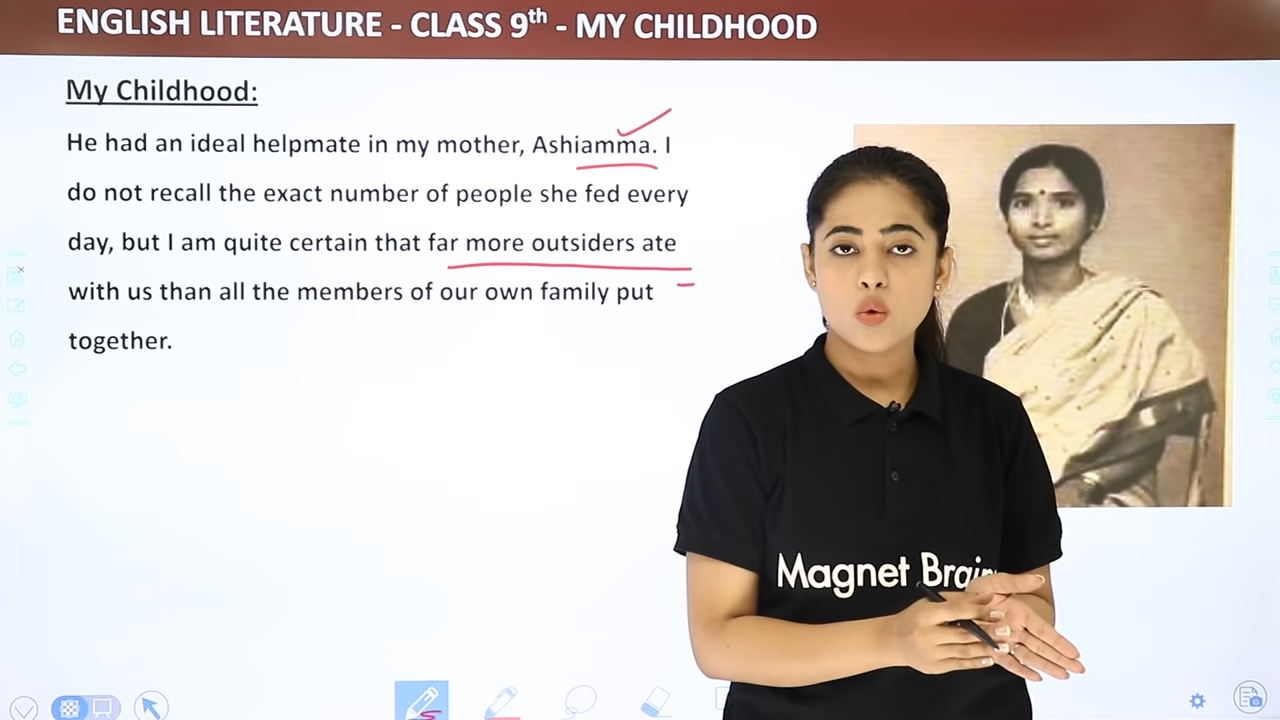 ENGLISH LITERATURE - CLASS 9th - MY CHILDHOOD
My Childhood:
He had an ideal helpmate in my mother, Ashiamma. I
do not recall the exact number of people she fed every
day, but I am quite certain that far more outsiders ate
with us than all the members of our own family put
together.
Magnet Brains